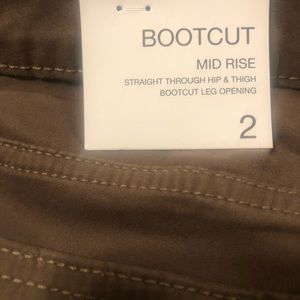 BOOTCUT
MID RISE
STRAIGHT THROUGH HIP & THIGH
BOOTCUT LEG OPENING
2